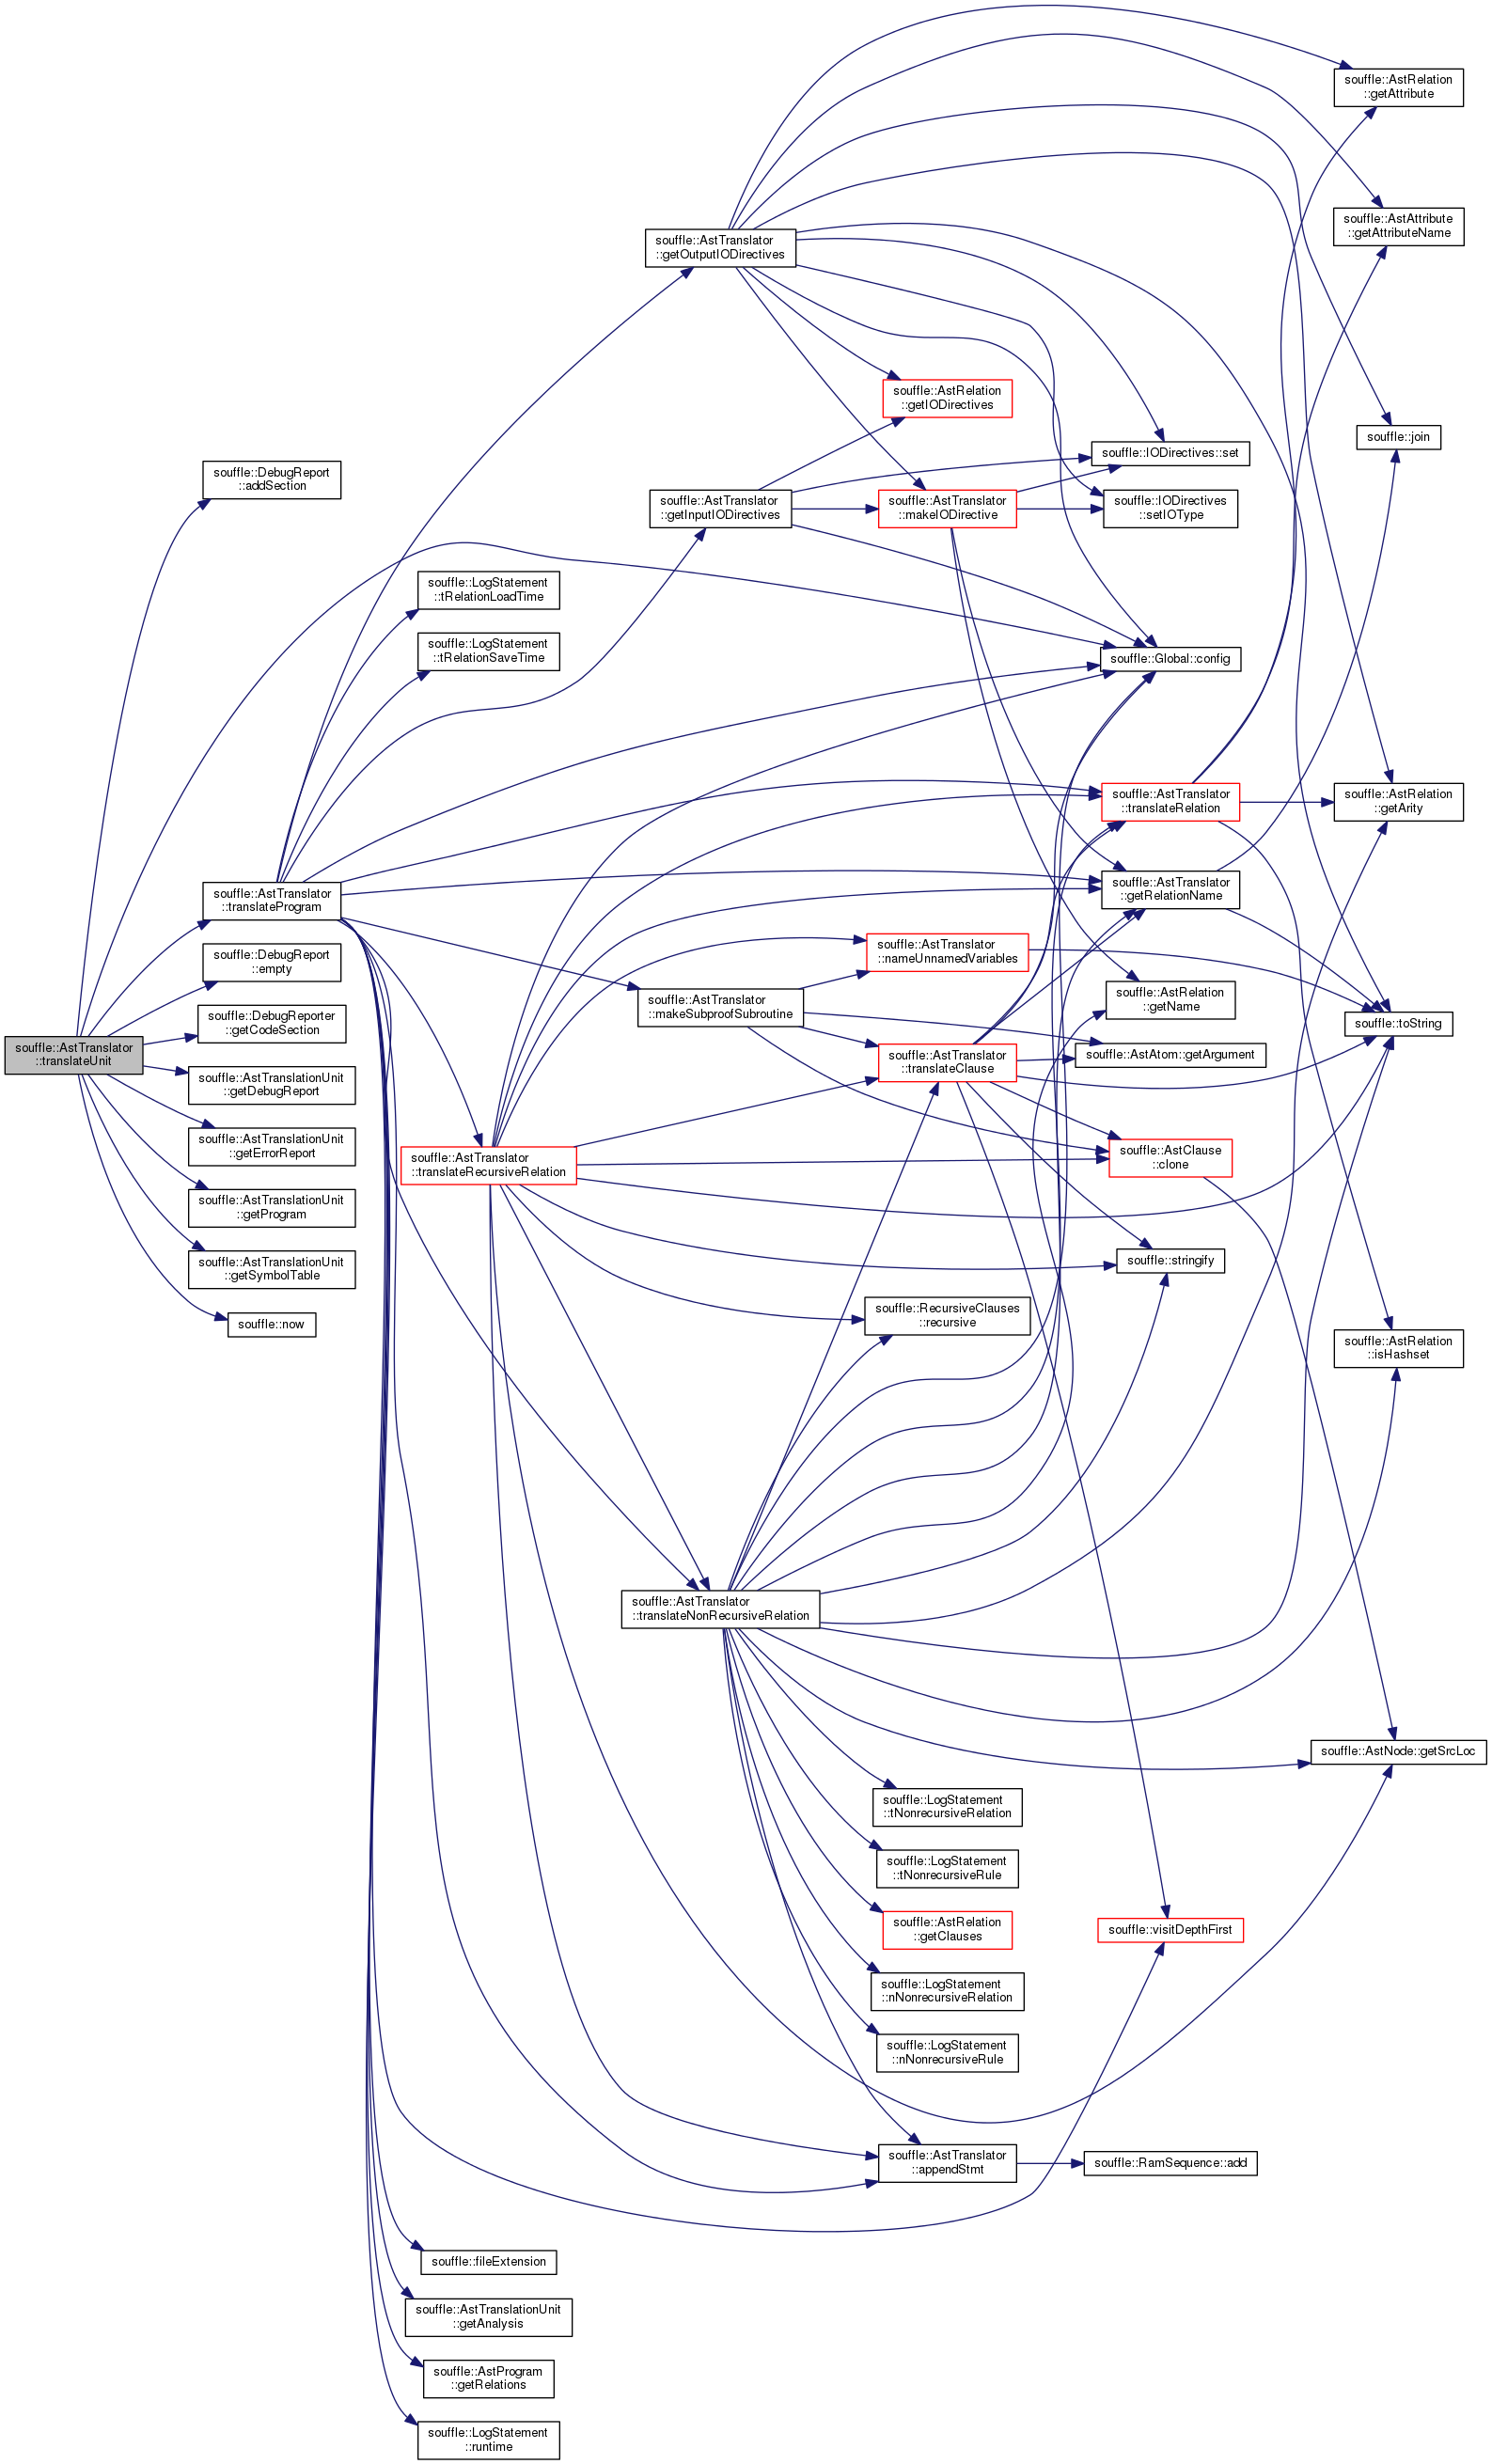 souffle::AstRelation
::getAttribute
souffle::AstAttribute
::getAttributeName
souffle::AstTranslator
::getOutputIODirectives
souffle::AstRelation
::getIODirectives
souffle::join
souffle::IODirectives::set
souffle::DebugReport
::addSection
souffle::AstTranslator
::getInputIODirectives
souffle::AstTranslator
::makeIODirective
souffle::IODirectives
::setIOType
souffle::LogStatement
::tRelationLoadTime
souffle::LogStatement
::tRelationSaveTime
souffle::Global::config
souffle::AstTranslator
::translateRelation
souffle::AstRelation
::getArity
souffle::AstTranslator
::translateProgram
souffle::AstTranslator
::getRelationName
souffle::AstTranslator
::nameUnnamedVariables
souffle::DebugReport
::empty
souffle::AstTranslator
::makeSubproofSubroutine
souffle::AstRelation
::getName
souffle::toString
souffle::DebugReporter
::getCodeSection
souffle::AstTranslator
::translateUnit
souffle::AstTranslator
::translateClause
souffle::AstAtom::getArgument
souffle::AstTranslationUnit
::getDebugReport
souffle::AstTranslationUnit
::getErrorReport
souffle::AstTranslator
::translateRecursiveRelation
souffle::AstClause
::clone
souffle::AstTranslationUnit
::getProgram
souffle::AstTranslationUnit
::getSymbolTable
souffle::stringify
souffle::now
souffle::RecursiveClauses
::recursive
souffle::AstRelation
::isHashset
souffle::AstTranslator
::translateNonRecursiveRelation
souffle::AstNode::getSrcLoc
souffle::LogStatement
::tNonrecursiveRelation
souffle::LogStatement
::tNonrecursiveRule
souffle::AstRelation
::getClauses
souffle::visitDepthFirst
souffle::LogStatement
::nNonrecursiveRelation
souffle::LogStatement
::nNonrecursiveRule
souffle::AstTranslator
::appendStmt
souffle::RamSequence::add
souffle::fileExtension
souffle::AstTranslationUnit
::getAnalysis
souffle::AstProgram
::getRelations
souffle::LogStatement
::runtime